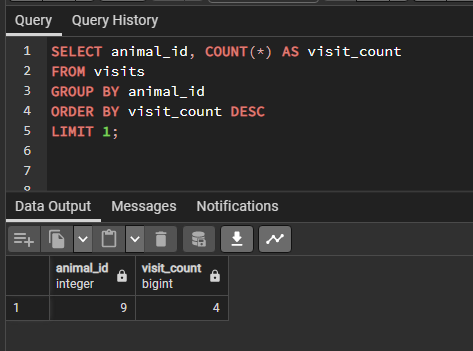 Query Query History
1 SELECT animal_id, COUNT(*) AS visit_count
2 FROM visits
3 GROUP BY animal_id
4 ORDER BY visit_count DESC
5 LIMIT 1;
6
7
8
Data Output Messages Notifications
animal_id visit_count
integer bigint
1 9 4